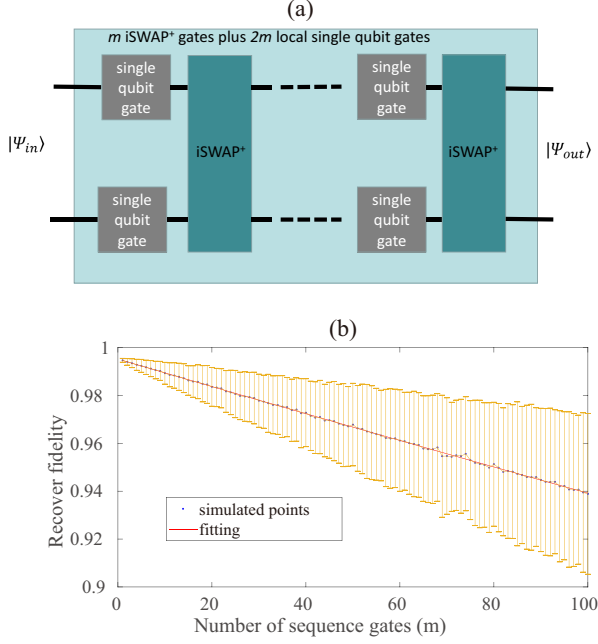 (a)
m iSWAP⁺ gates plus 2m local single qubit gates
single
qubit
gate
single
qubit
gate
iSWAP⁺
iSWAP⁺
|Ψin⟩
|Ψout⟩
single
qubit
gate
single
qubit
gate
(b)
1
0.98
0.96
0.94
0.92
0.9
Recover fidelity
simulated points
fitting
0
20
40
60
80
100
Number of sequence gates (m)